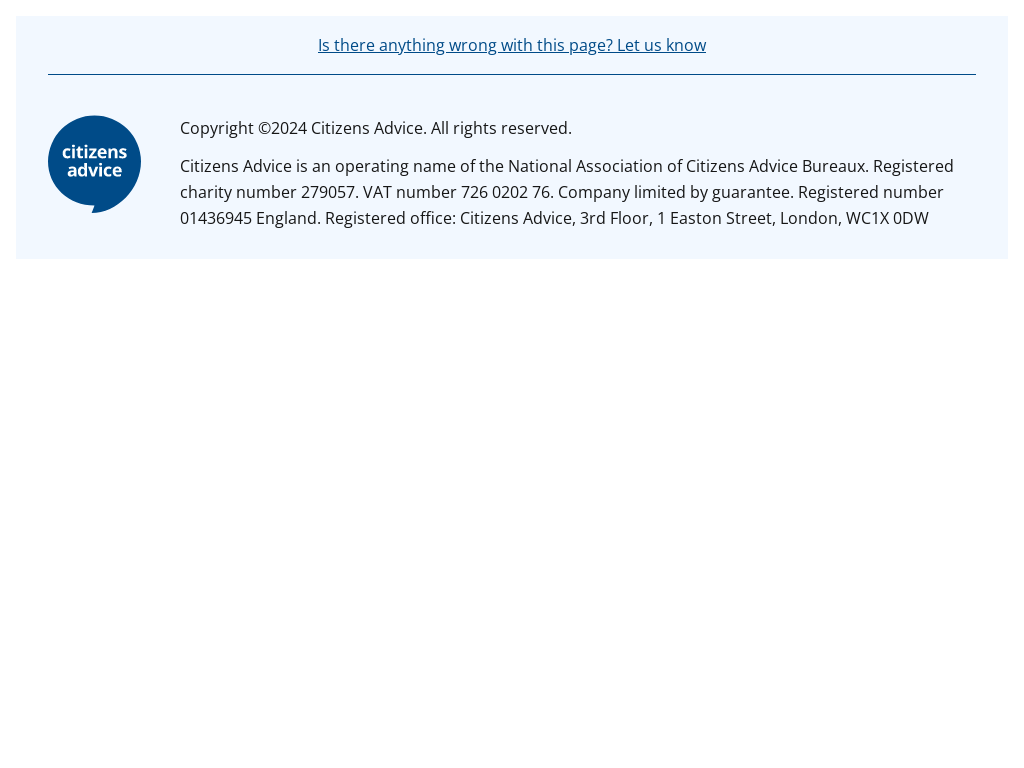 Is there anything wrong with this page? Let us know
citizens
advice
Copyright ©2024 Citizens Advice. All rights reserved.
Citizens Advice is an operating name of the National Association of Citizens Advice Bureaux. Registered
charity number 279057. VAT number 726 0202 76. Company limited by guarantee. Registered number
01436945 England. Registered office: Citizens Advice, 3rd Floor, 1 Easton Street, London, WC1X 0DW